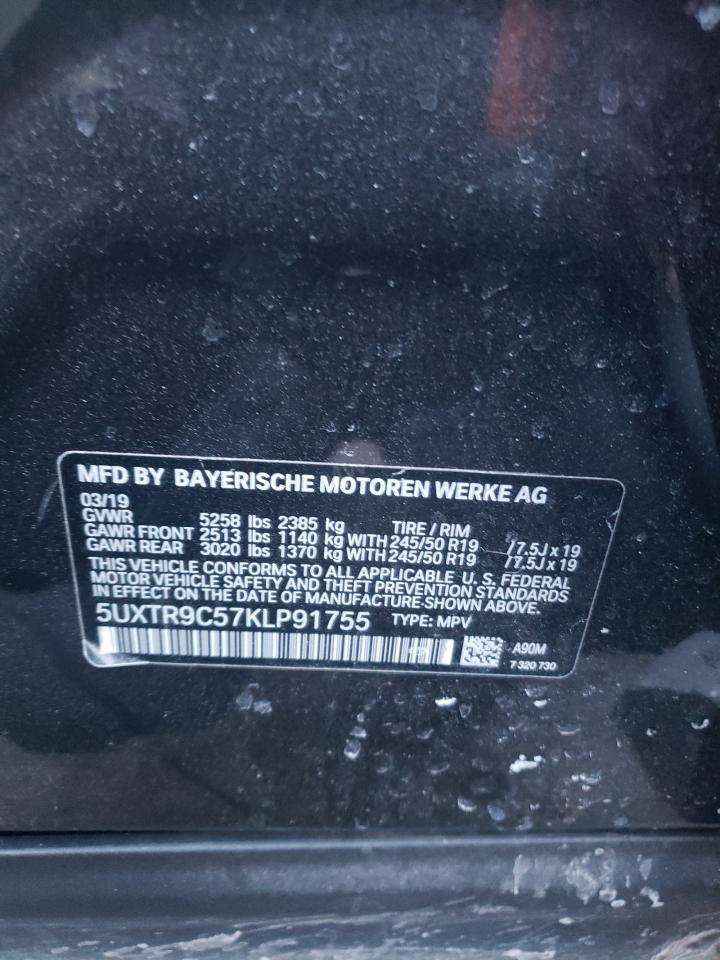 MFD BY BAYERISCHE MOTOREN WERKE AG
03/19
GVWR 5258 lbs 2385 kg TIRE / RIM
GAWR FRONT 2513 lbs 1140 kg WITH 245/50 R19 / 7.5J x 19
GAWR REAR 3020 lbs 1370 kg WITH 245/50 R19 / 7.5J x 19
THIS VEHICLE CONFORMS TO ALL APPLICABLE U. S. FEDERAL
MOTOR VEHICLE SAFETY AND THEFT PREVENTION STANDARDS
IN EFFECT ON THE DATE OF MANUFACTURE SHOWN ABOVE.
5UXTR9C57KLP91755 TYPE: MPV
A90M
7 320 730